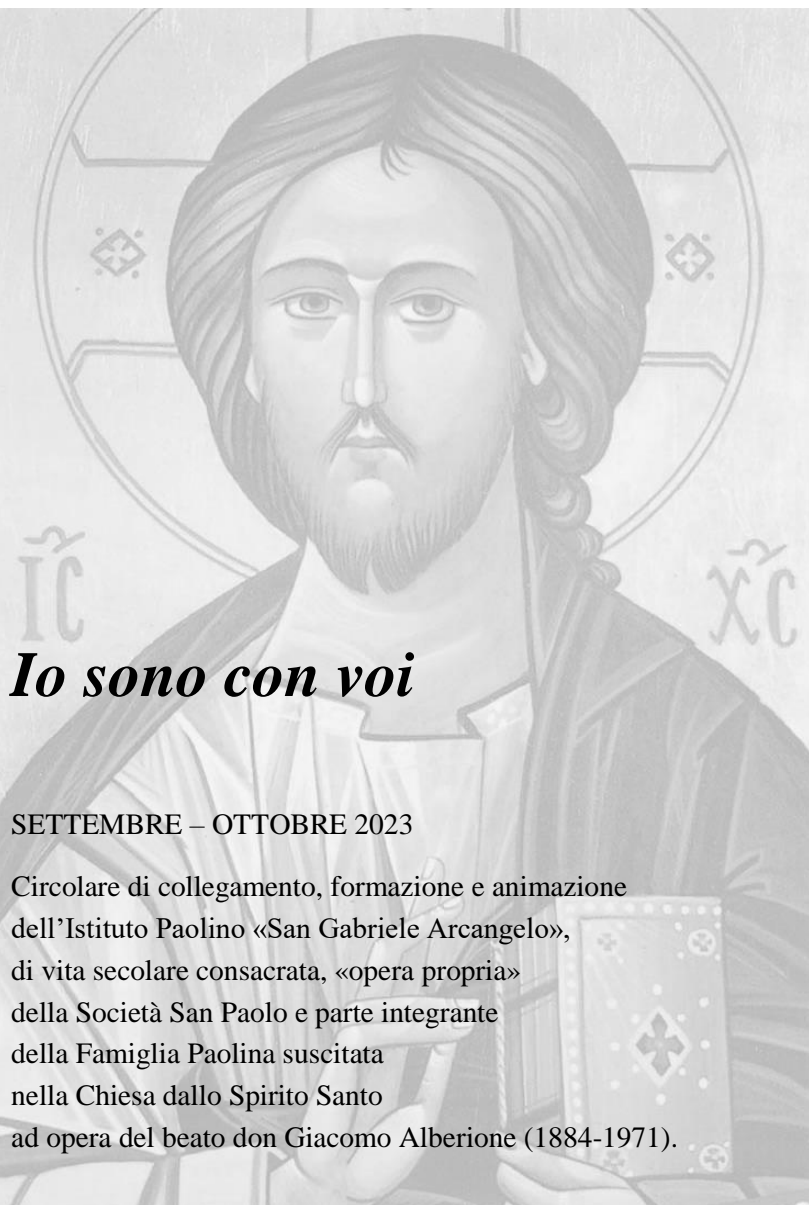 ΙC
ΧC
Io sono con voi
SETTEMBRE – OTTOBRE 2023
Circolare di collegamento, formazione e animazione
dell’Istituto Paolino «San Gabriele Arcangelo»,
di vita secolare consacrata, «opera propria»
della Società San Paolo e parte integrante
della Famiglia Paolina suscitata
nella Chiesa dallo Spirito Santo
ad opera del beato don Giacomo Alberione (1884-1971).